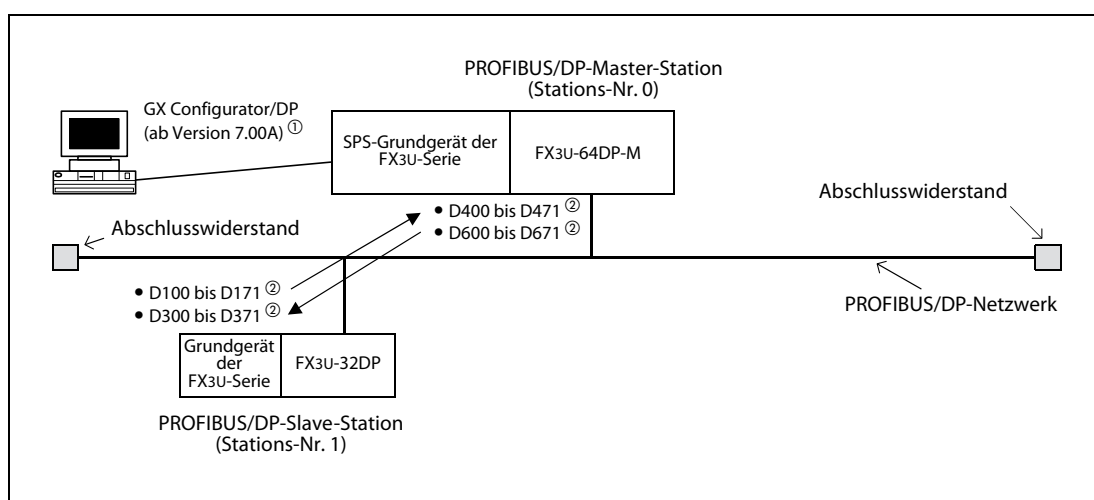 PROFIBUS/DP-Master-Station
(Stations-Nr. 0)
GX Configurator/DP
(ab Version 7.00A) ①
SPS-Grundgerät der
FX3U-Serie
FX3U-64DP-M
Abschlusswiderstand
• D400 bis D471 ②
• D600 bis D671 ②
Abschlusswiderstand
• D100 bis D171 ②
• D300 bis D371 ②
PROFIBUS/DP-Netzwerk
Grundgerät
der
FX3U-Serie
FX3U-32DP
PROFIBUS/DP-Slave-Station
(Stations-Nr. 1)